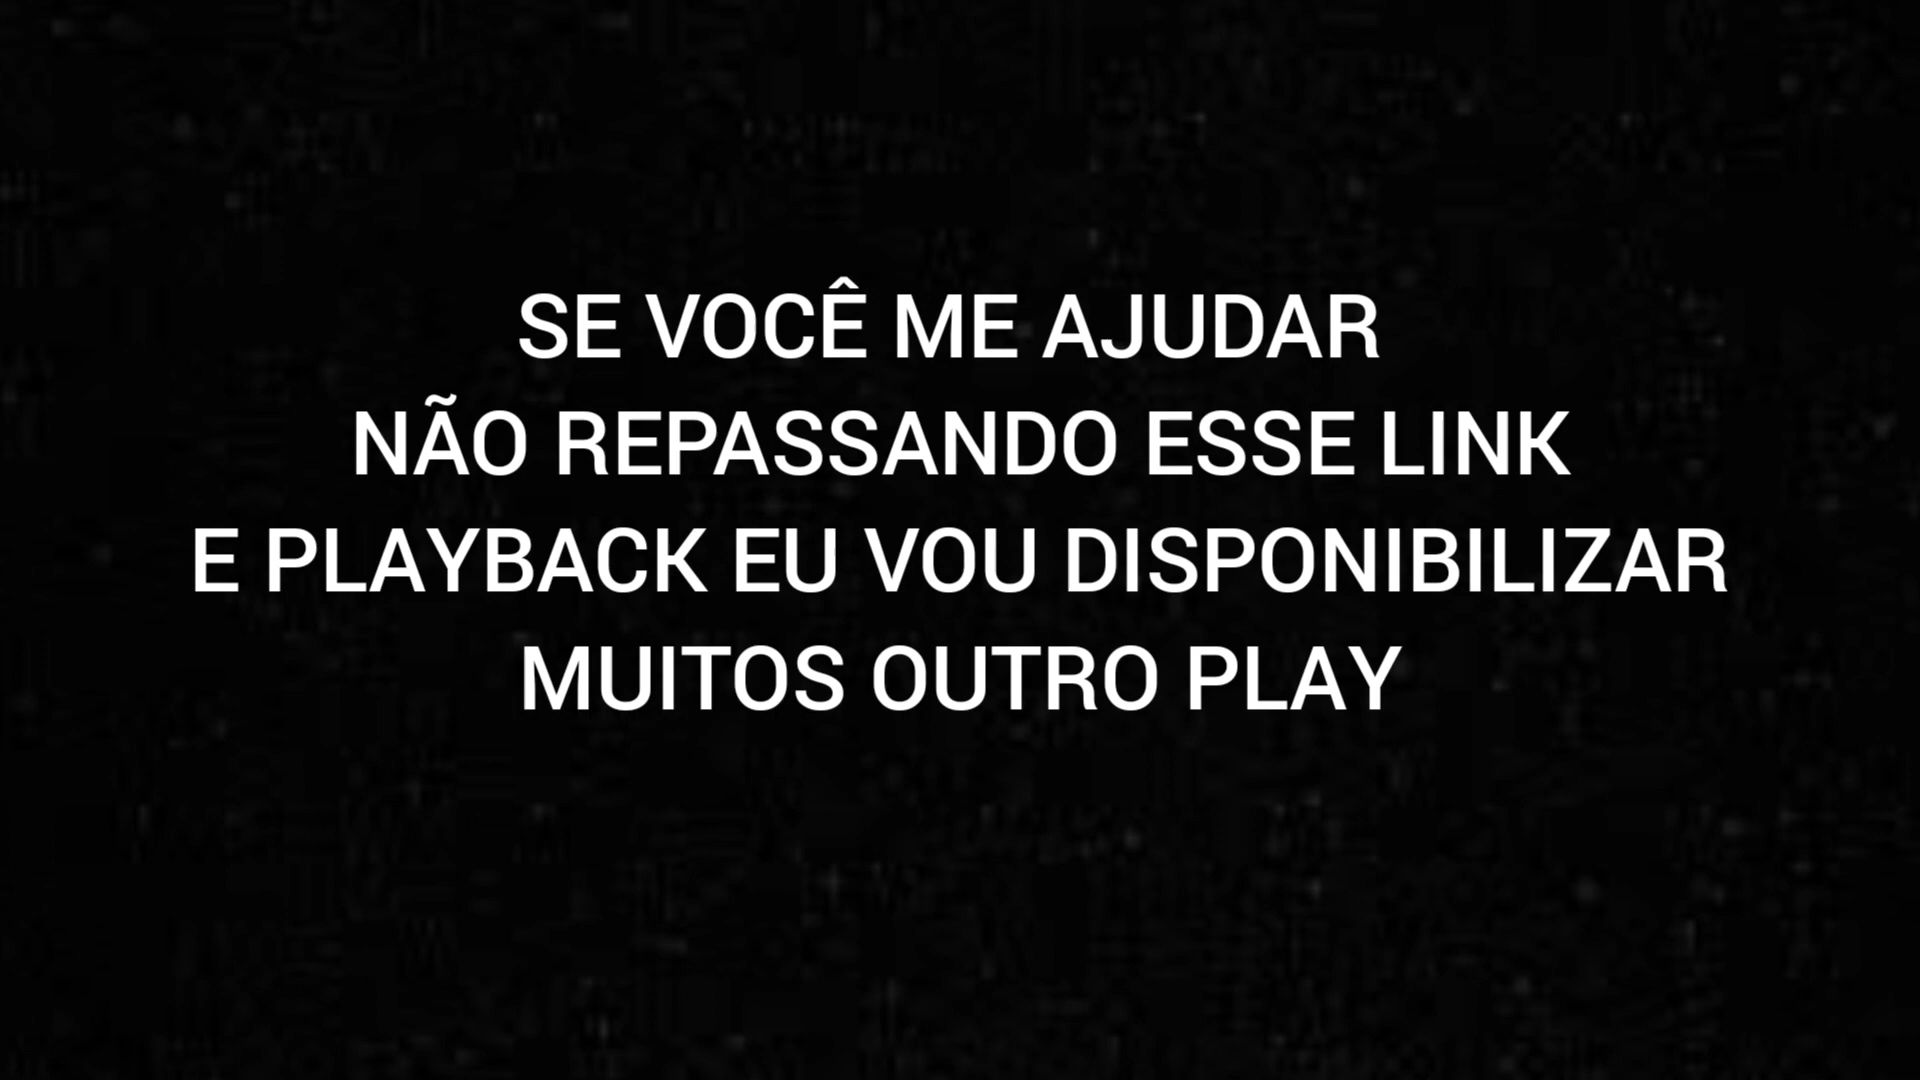 SE VOCÊ ME AJUDAR
NÃO REPASSANDO ESSE LINK
E PLAYBACK EU VOU DISPONIBILIZAR
MUITOS OUTRO PLAY